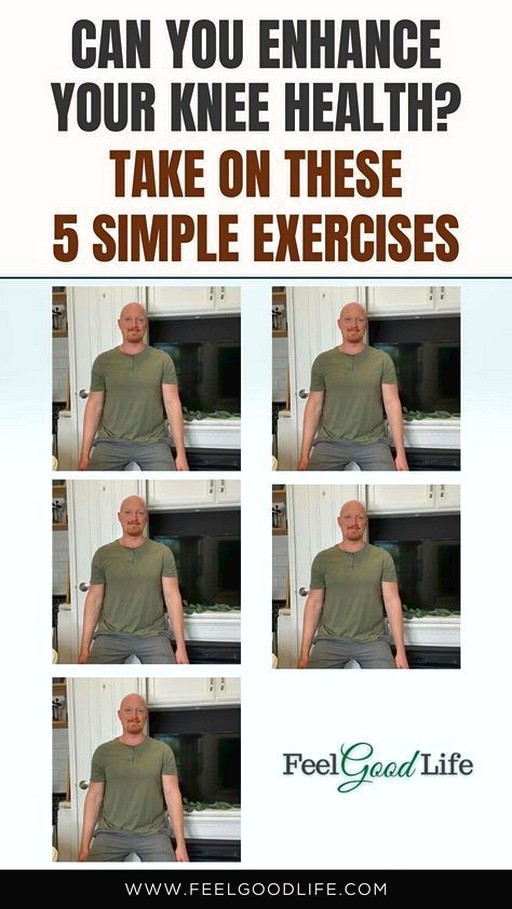 CAN YOU ENHANCE
YOUR KNEE HEALTH?
TAKE ON THESE
5 SIMPLE EXERCISES
Feel Good Life
WWW.FEELGOODLIFE.COM